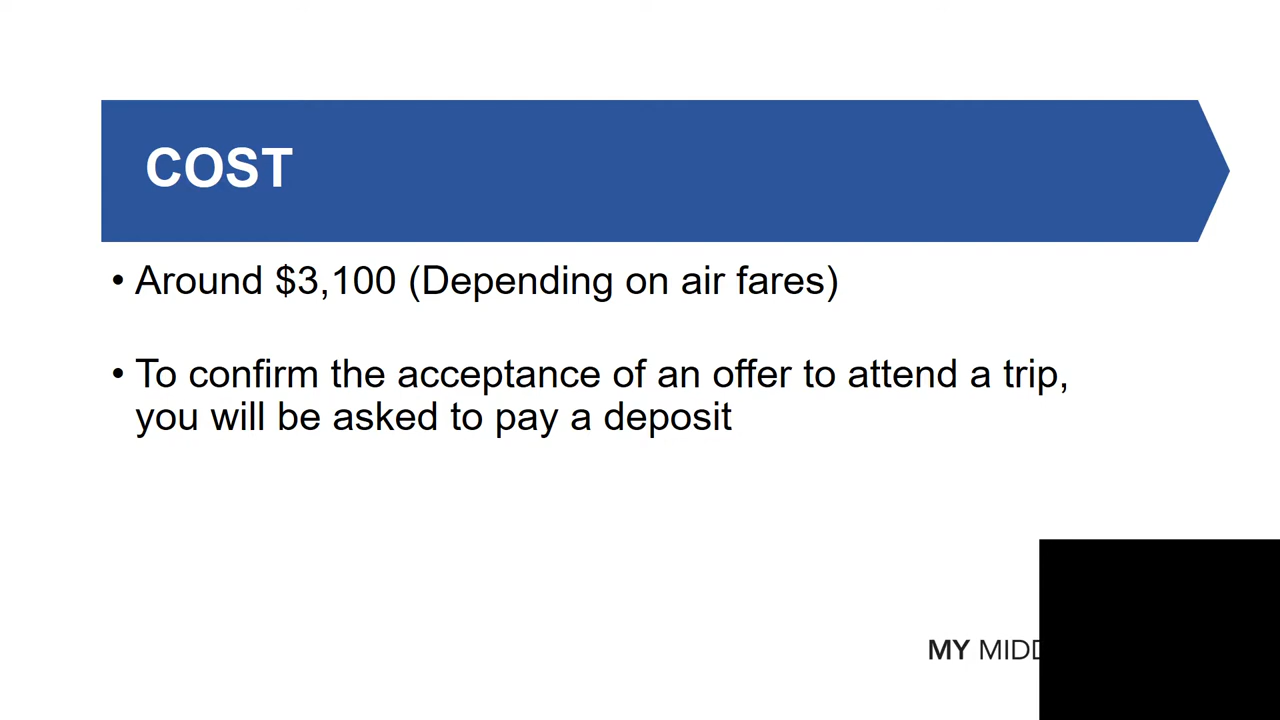 COST
• Around $3,100 (Depending on air fares)
• To confirm the acceptance of an offer to attend a trip,
you will be asked to pay a deposit
MY